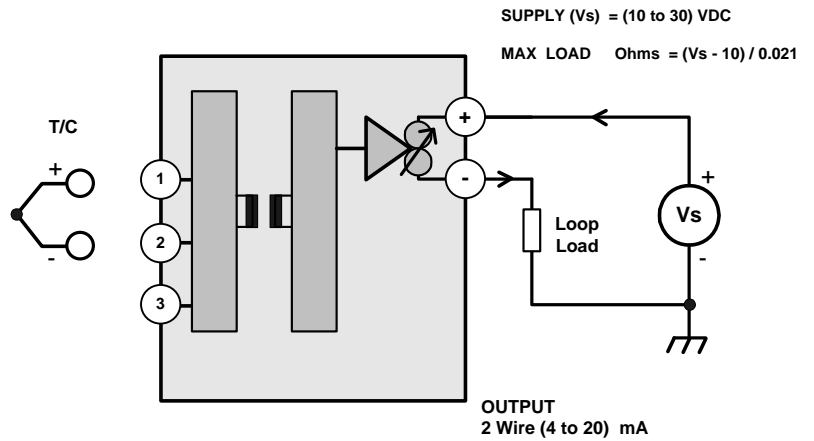 SUPPLY (Vs) = (10 to 30) VDC
MAX LOAD Ohms = (Vs - 10) / 0.021
T/C
+
-
1
2
3
+
-
Loop
Load
+
Vs
-
OUTPUT
2 Wire (4 to 20) mA